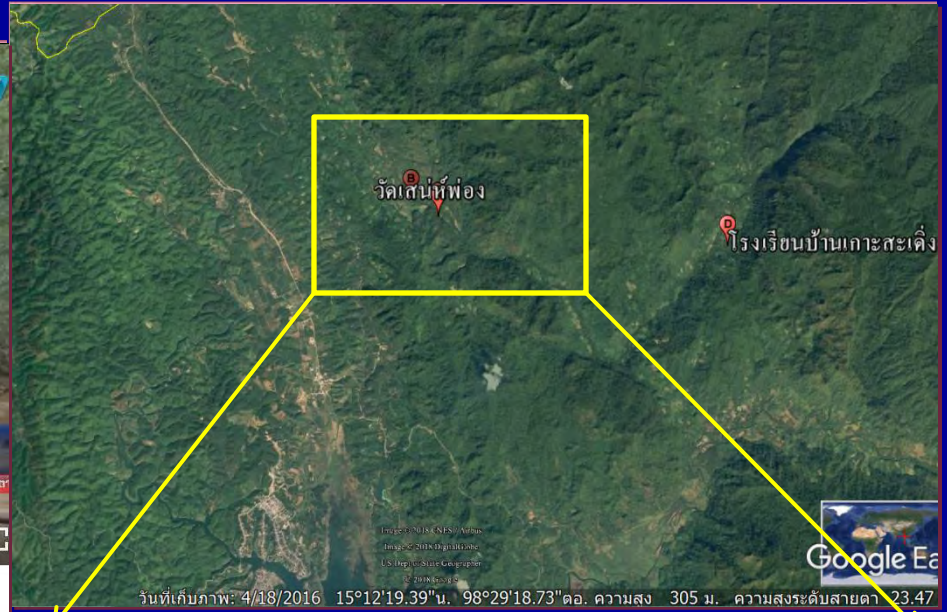 B
วัดเสน่ห์พ่อง
D
โรงเรียนบ้านเกาะสะเดิ่ง
Image © 2018 CNES / Airbus
Image © 2018 DigitalGlobe
US Dept of State Geographer
© 2018 Google
Google Ea
วันที่เก็บภาพ: 4/18/2016 15°12'19.39"น. 98°29'18.73"ตอ. ความสูง 305 ม. ความสูงระดับสายตา 23.47